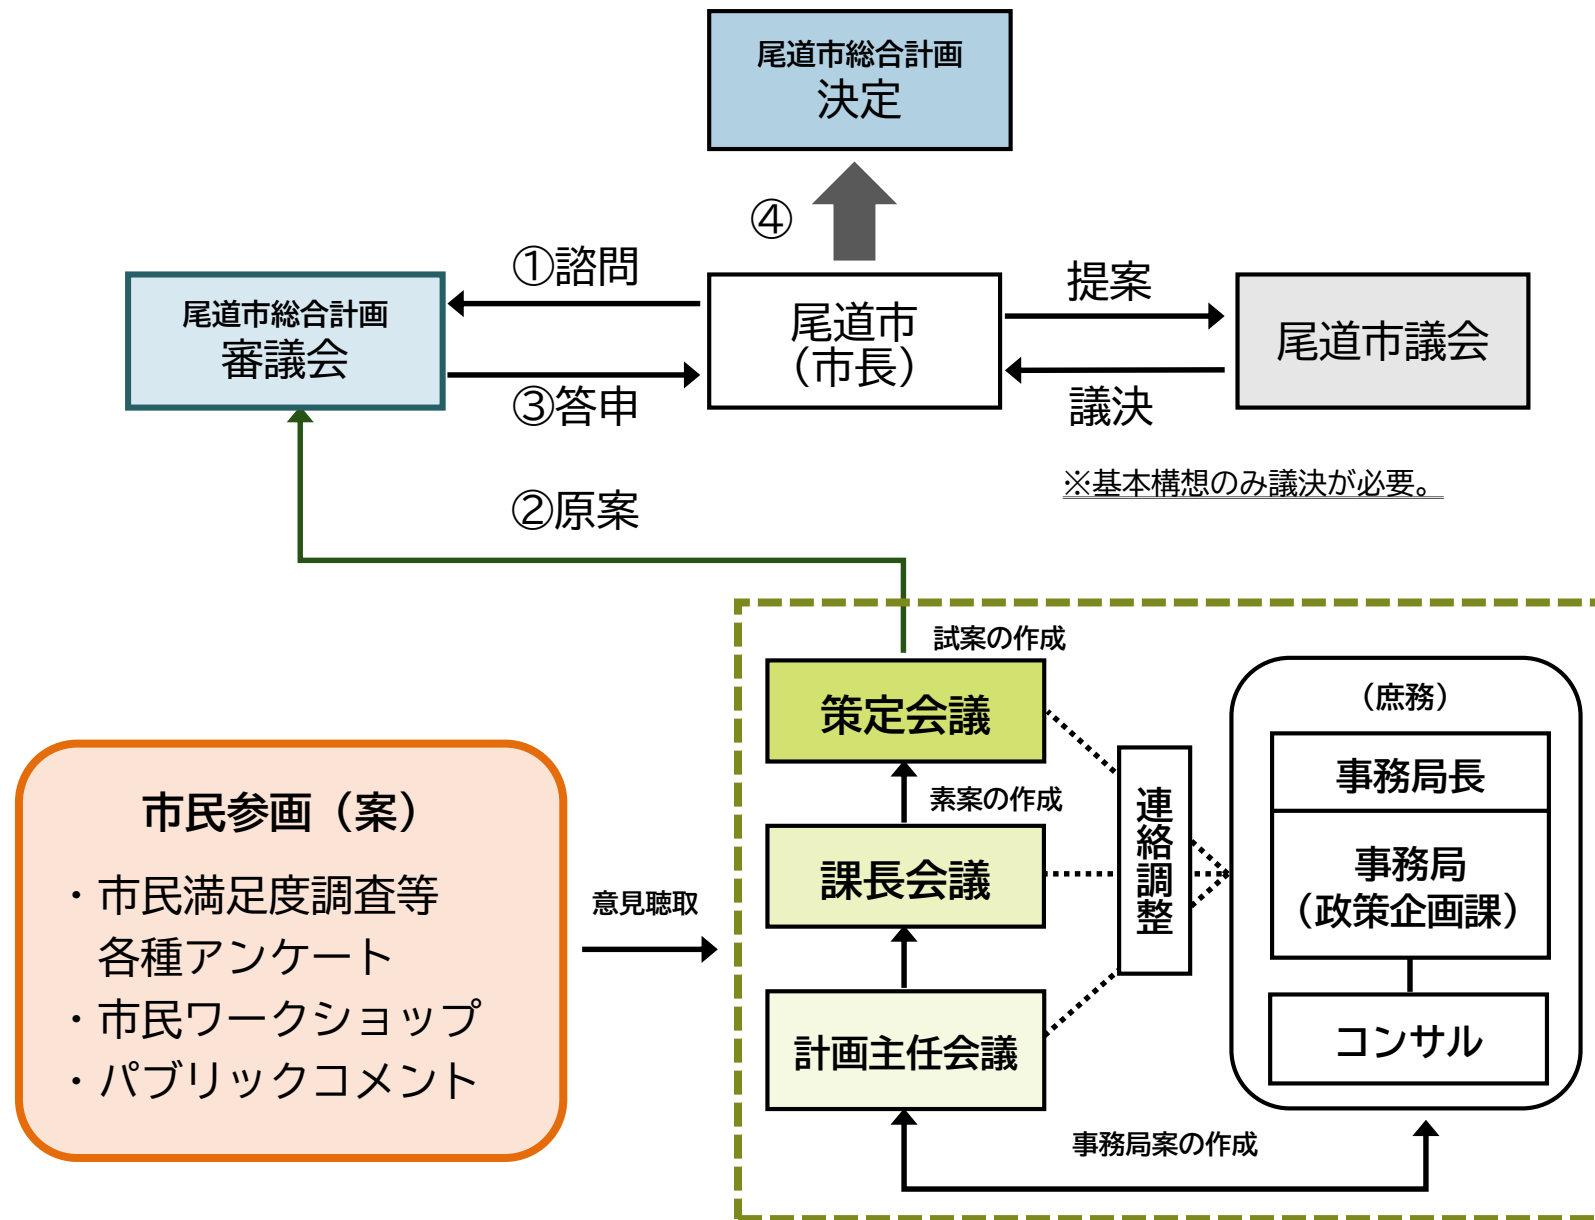 尾道市総合計画
決定
④
①諮問
提案
尾道市総合計画
審議会
尾道市
（市長）
尾道市議会
③答申
議決
※基本構想のみ議決が必要。
②原案
試案の作成
策定会議
（庶務）
事務局長
素案の作成
連絡調整
市民参画（案）
・市民満足度調査等
各種アンケート
・市民ワークショップ
・パブリックコメント
意見聴取
課長会議
事務局
（政策企画課）
計画主任会議
コンサル
事務局案の作成